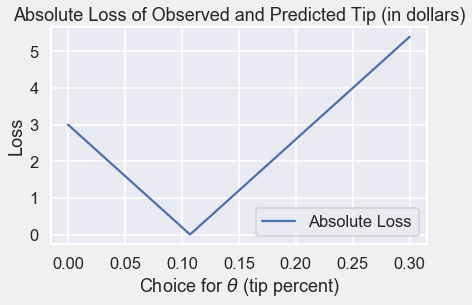 Absolute Loss of Observed and Predicted Tip (in dollars)
Loss
5
4
3
2
1
0
Absolute Loss
0.00 0.05 0.10 0.15 0.20 0.25 0.30
Choice for θ (tip percent)